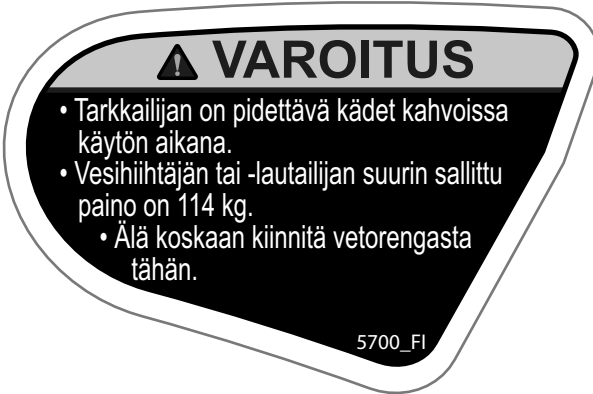 VAROITUS
• Tarkkailijan on pidettävä kädet kahvoissa
käytön aikana.
• Vesihiihtäjän tai -lautailijan suurin sallittu
paino on 114 kg.
• Älä koskaan kiinnitä vetorengasta
tähän.
5700_FI